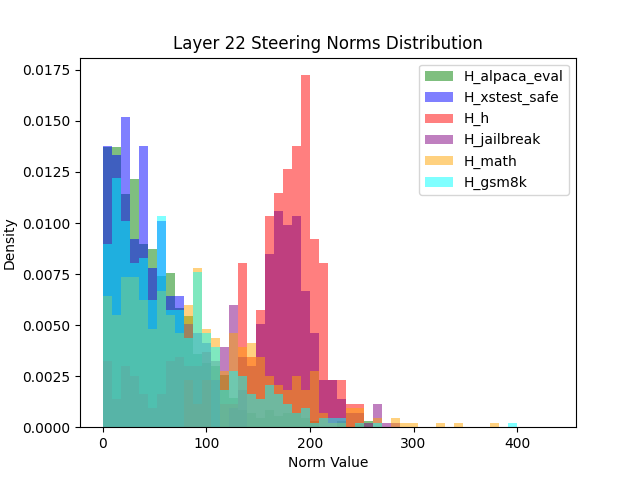 Layer 22 Steering Norms Distribution
H_alpaca_eval
H_xstest_safe
H_h
H_jailbreak
H_math
H_gsm8k
0.0175
0.0150
0.0125
0.0100
0.0075
0.0050
0.0025
0.0000
Density
0
100
200
300
400
Norm Value